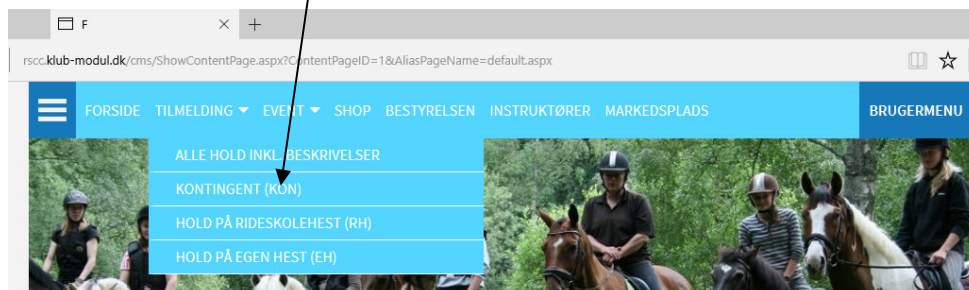 F
rscc.klub-modul.dk/cms/ShowContentPage.aspx?ContentPageID=1&AliasPageName=default.aspx
FORSIDE TILMELDING EVENT SHOP BESTYRELSEN INSTRUKTØRER MARKEDSPLADS BRUGERMENU
ALLE HOLD INKL. BESKRIVELSER
KONTINGENT (KON)
HOLD PÅ RIDESKOLEHEST (RH)
HOLD PÅ EGEN HEST (EH)